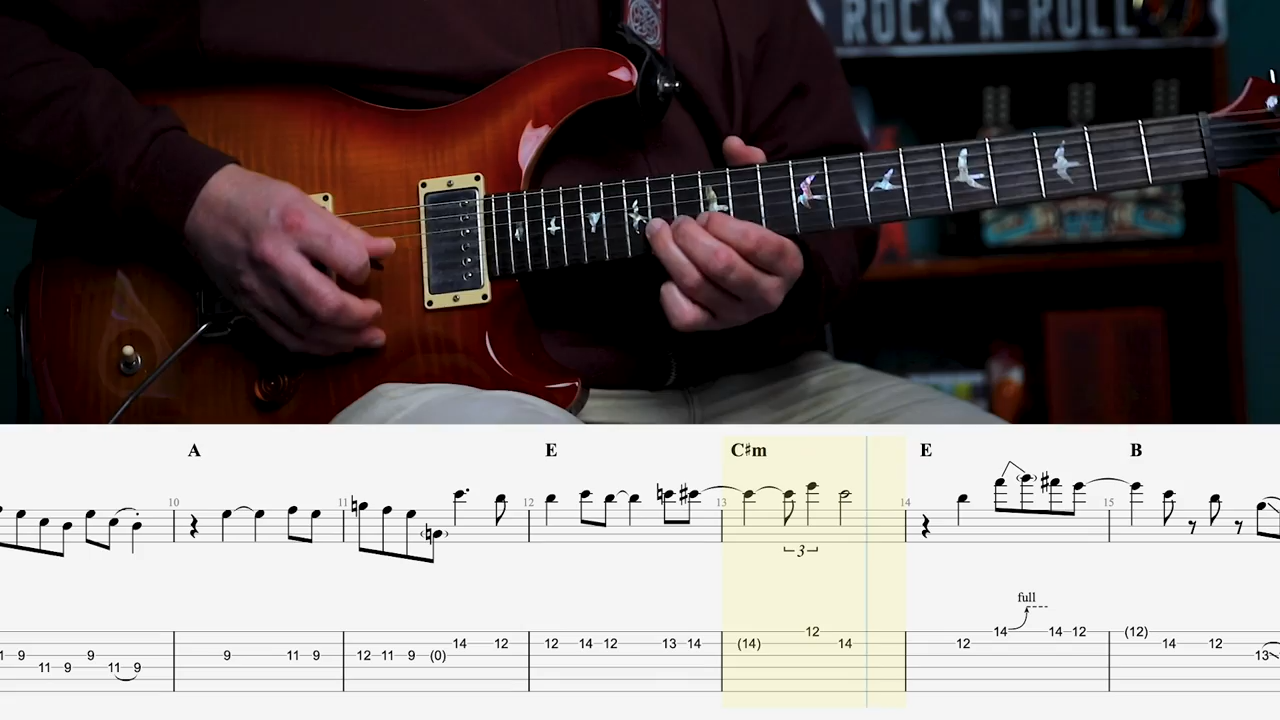 ROCK-N-ROLL
A E C♯m E B
10 11 12 13 14 15
3
full
14 14 12 12 (12)
14 12 12 14 12 13 14 (14) 14 12 14 12
9 9 9 11 9 12 11 9 (0) 13
11 9 11 9